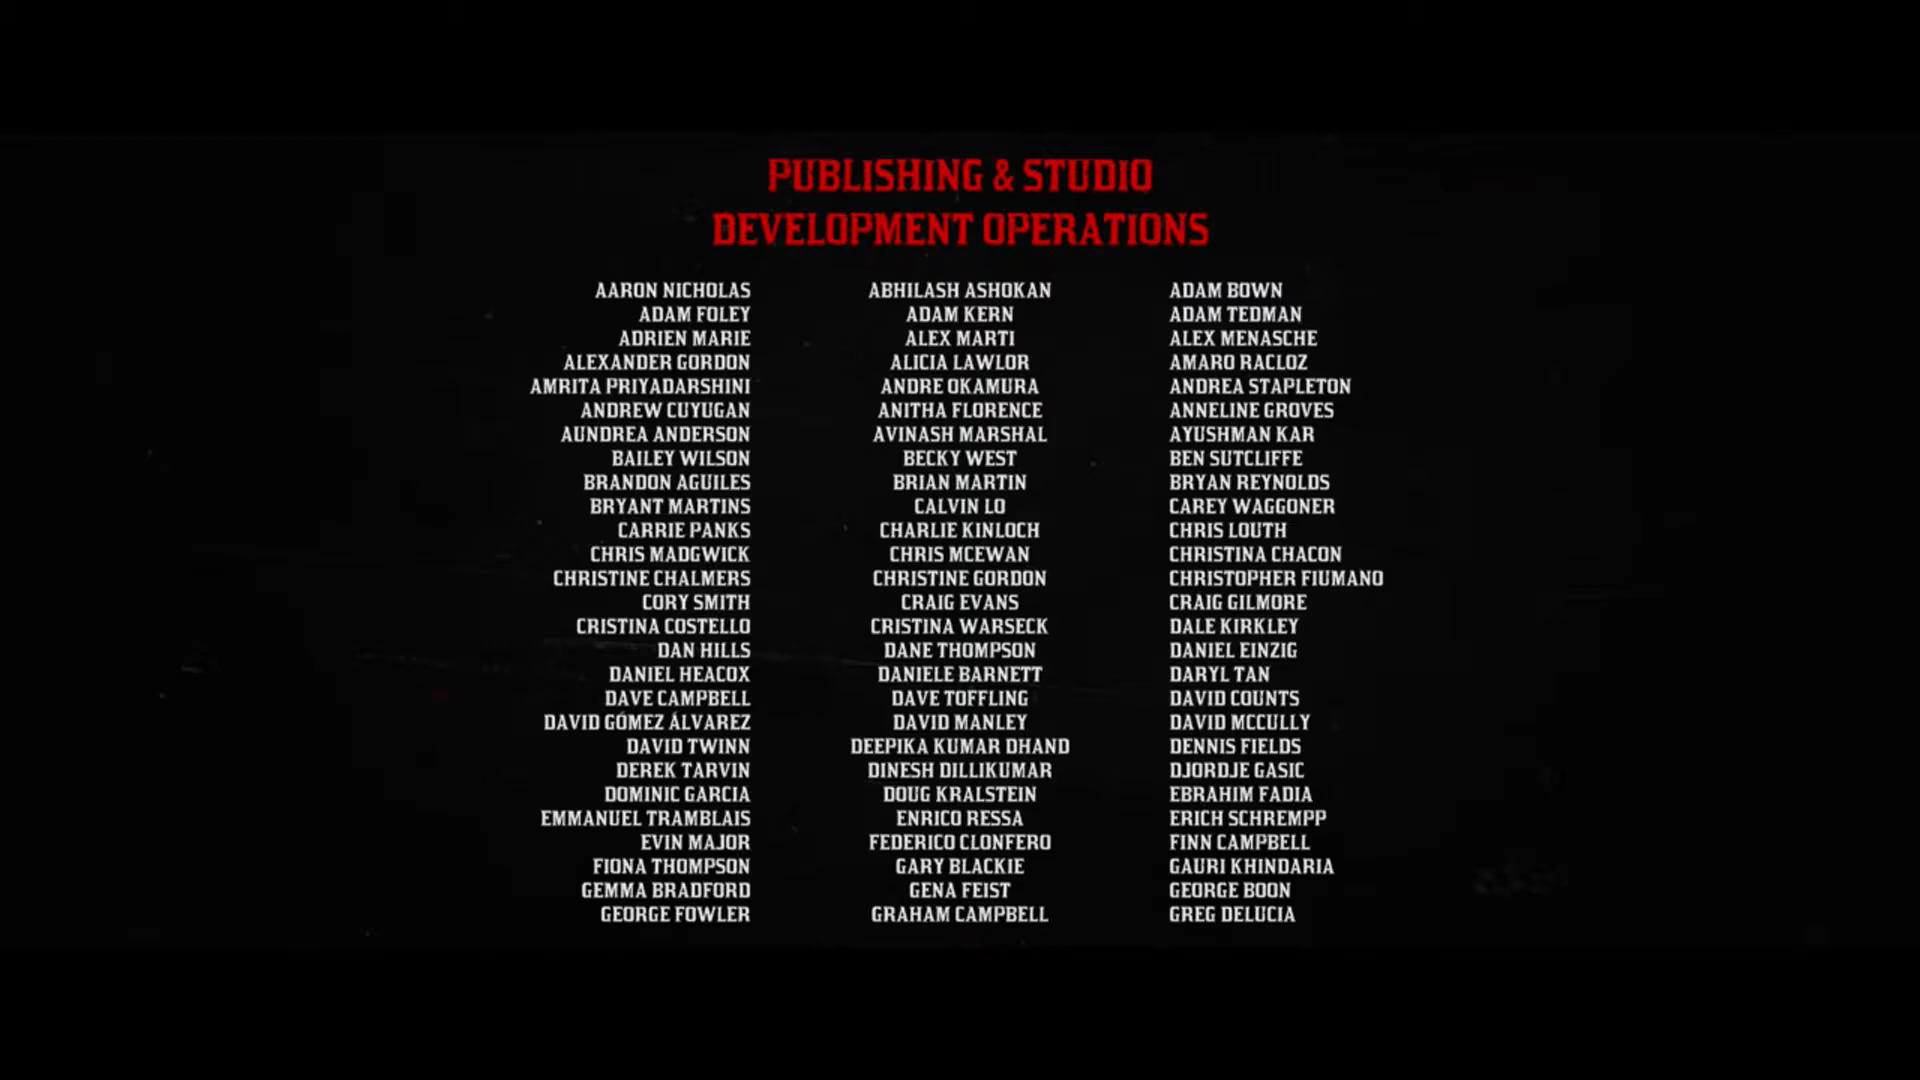 PUBLISHING & STUDIO
DEVELOPMENT OPERATIONS
AARON NICHOLAS ABHILASH ASHOKAN ADAM BOWN
ADAM FOLEY ADAM KERN ADAM TEDMAN
ADRIEN MARIE ALEX MARTI ALEX MENASCHE
ALEXANDER GORDON ALICIA LAWLOR AMARO RACLOZ
AMRITA PRIYADARSHINI ANDRE OKAMURA ANDREA STAPLETON
ANDREW CUYUGAN ANITHA FLORENCE ANNELINE GROVES
AUNDREA ANDERSON AVINASH MARSHAL AYUSHMAN KAR
BAILEY WILSON BECKY WEST BEN SUTCLIFFE
BRANDON AGUILES BRIAN MARTIN BRYAN REYNOLDS
BRYANT MARTINS CALVIN LO CAREY WAGGONER
CARRIE PANKS CHARLIE KINLOCH CHRIS LOUTH
CHRIS MADGWICK CHRIS MCEWAN CHRISTINA CHACON
CHRISTINE CHALMERS CHRISTINE GORDON CHRISTOPHER FIUMANO
CORY SMITH CRAIG EVANS CRAIG GILMORE
CRISTINA COSTELLO CRISTINA WARSECK DALE KIRKLEY
DAN HILLS DANE THOMPSON DANIEL EINZIG
DANIEL HEACOX DANIELE BARNETT DARYL TAN
DAVE CAMPBELL DAVE TOFFLING DAVID COUNTS
DAVID GÓMEZ ÁLVAREZ DAVID MANLEY DAVID MCCULLY
DAVID TWINN DEEPIKA KUMAR DHAND DENNIS FIELDS
DEREK TARVIN DINESH DILLIKUMAR DJORDJE GASIC
DOMINIC GARCIA DOUG KRALSTEIN EBRAHIM FADIA
EMMANUEL TRAMBLAIS ENRICO RESSA ERICH SCHREMPP
EVIN MAJOR FEDERICO CLONFERO FINN CAMPBELL
FIONA THOMPSON GARY BLACKIE GAURI KHINDARIA
GEMMA BRADFORD GENA FEIST GEORGE BOON
GEORGE FOWLER GRAHAM CAMPBELL GREG DELUCIA